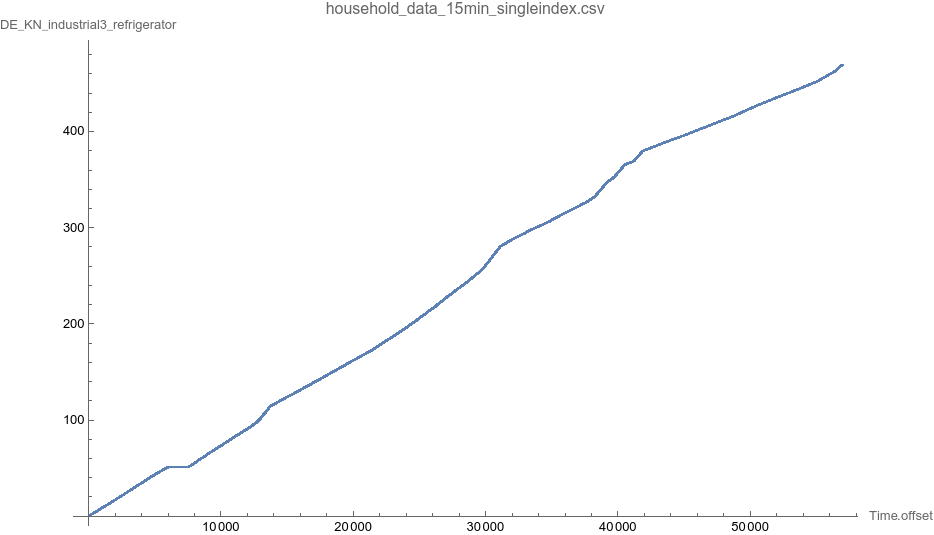 household_data_15min_singleindex.csv
DE_KN_industrial3_refrigerator
400
300
200
100
10000 20000 30000 40000 50000
Time.offset